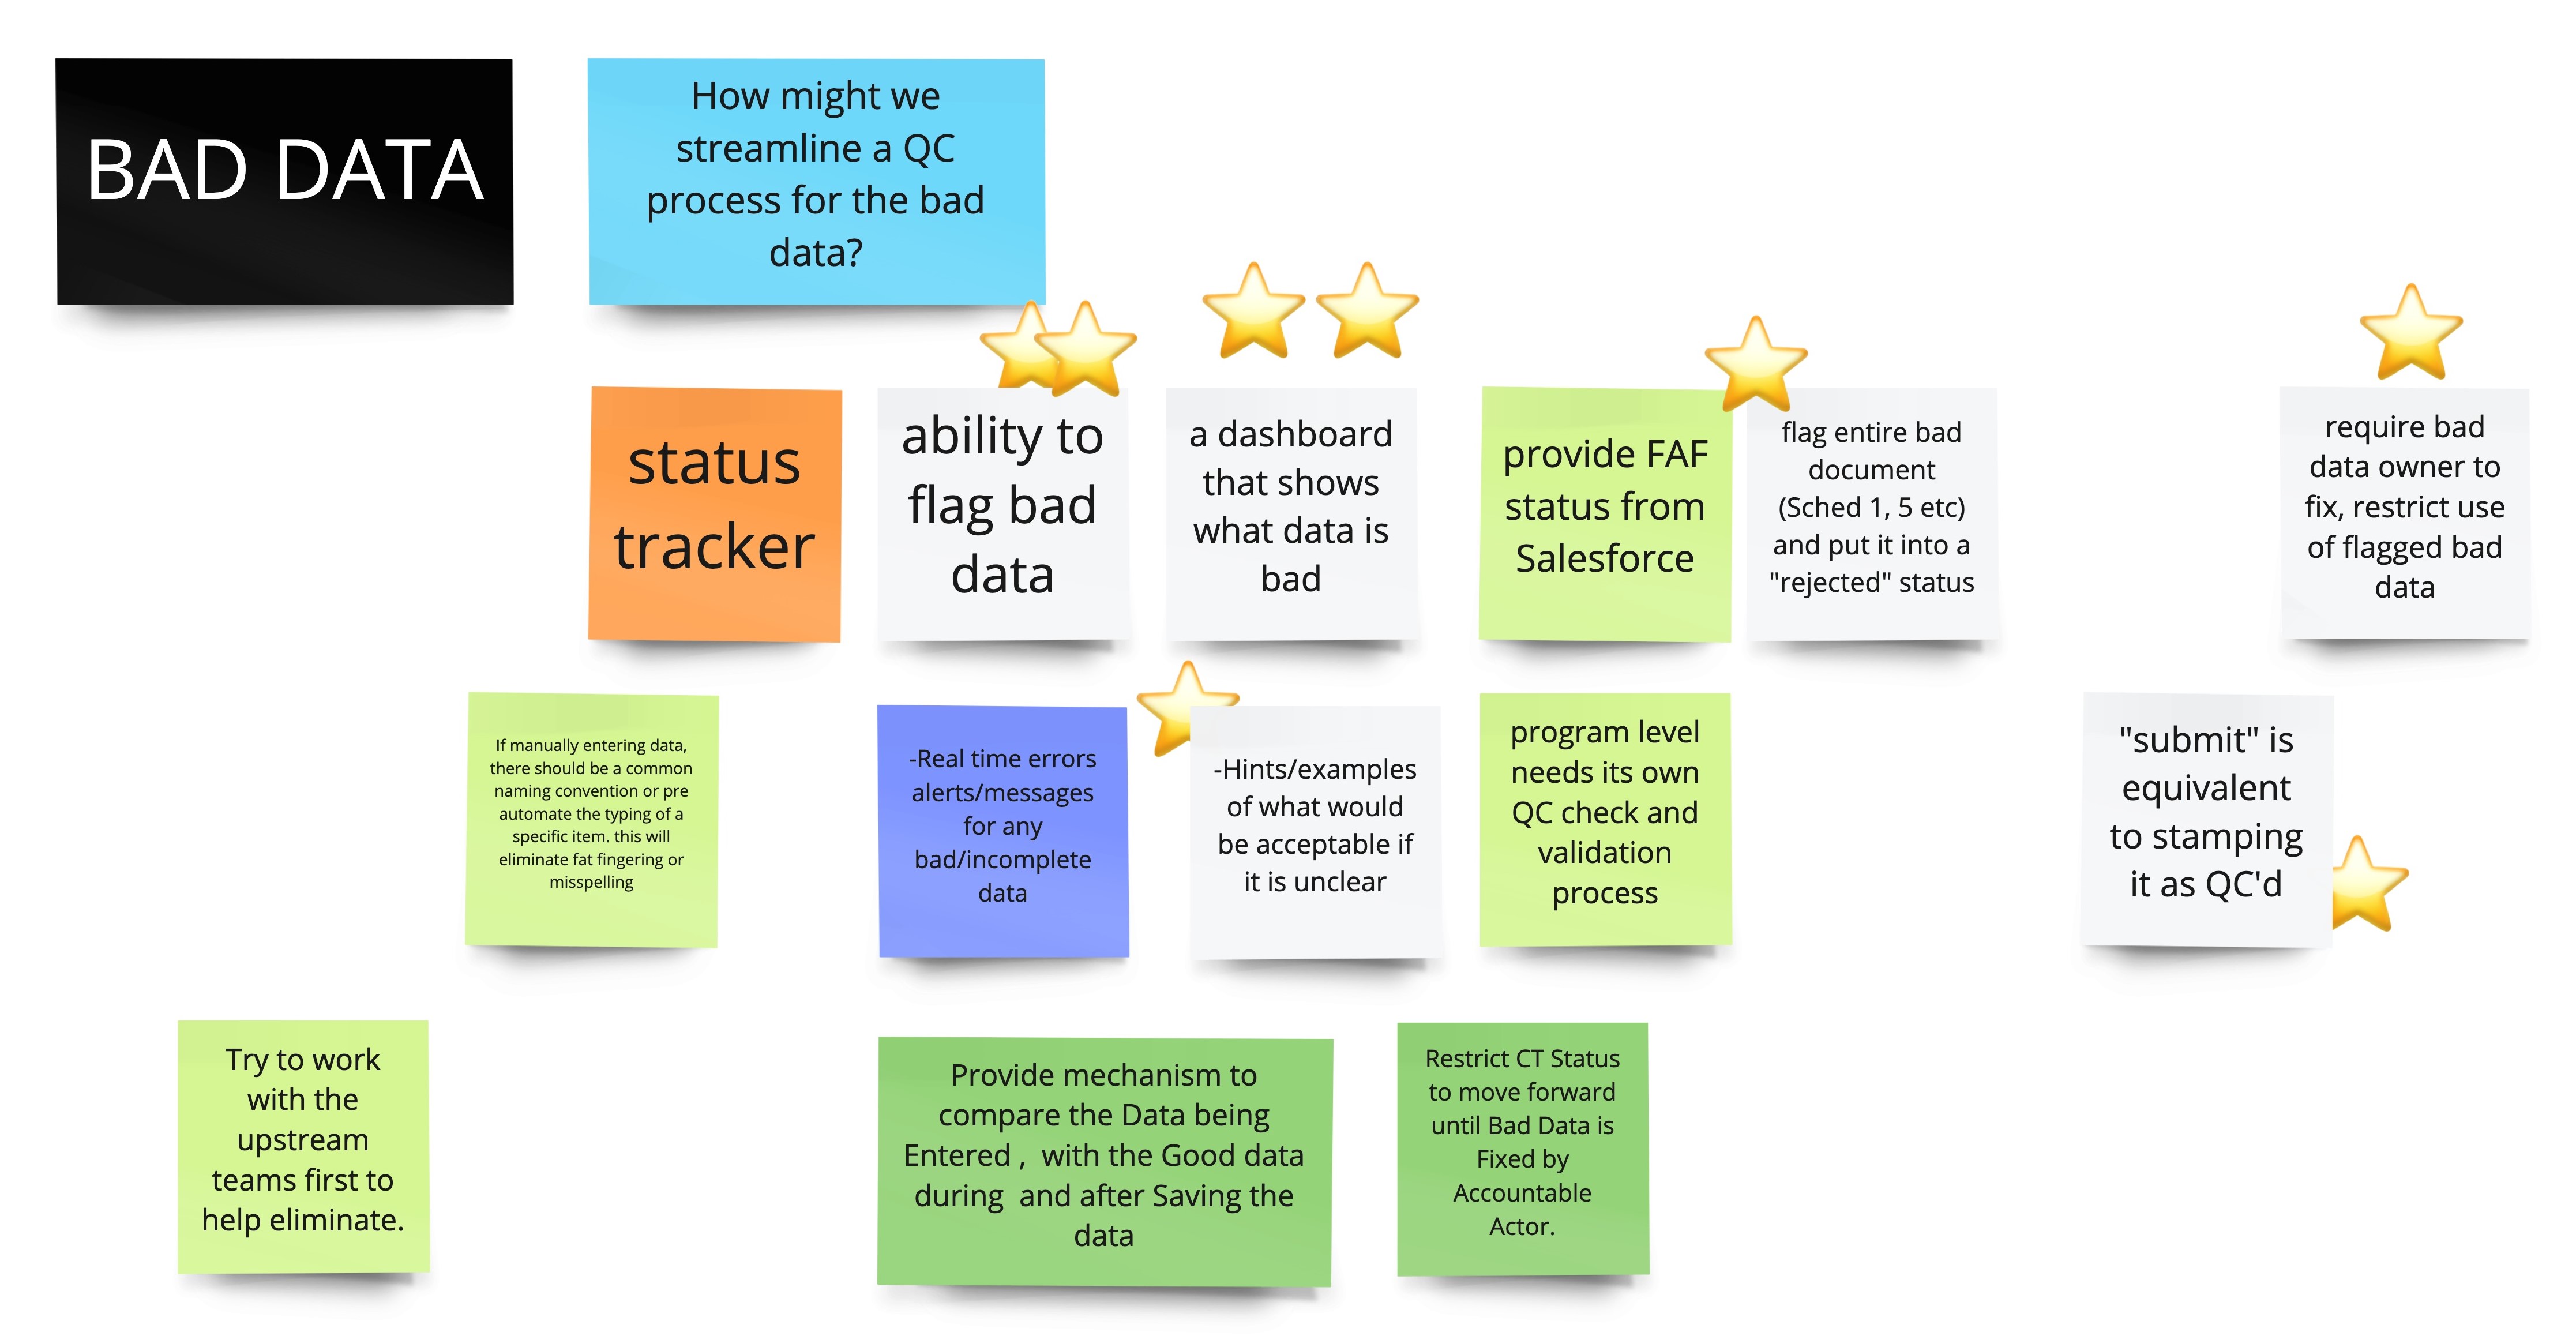 BAD DATA
How might we
streamline a QC
process for the bad
data?
status
tracker
ability to
flag bad
data
a dashboard
that shows
what data is
bad
provide FAF
status from
Salesforce
flag entire bad
document
(Sched 1, 5 etc)
and put it into a
"rejected" status
require bad
data owner to
fix, restrict use
of flagged bad
data
If manually entering data,
there should be a common
naming convention or pre
automate the typing of a
specific item. this will
eliminate fat fingering or
misspelling
-Real time errors
alerts/messages
for any
bad/incomplete
data
-Hints/examples
of what would
be acceptable if
it is unclear
program level
needs its own
QC check and
validation
process
"submit" is
equivalent
to stamping
it as QC'd
Try to work
with the
upstream
teams first to
help eliminate.
Provide mechanism to
compare the Data being
Entered ,  with the Good data
during  and after Saving the
data
Restrict CT Status
to move forward
until Bad Data is
Fixed by
Accountable
Actor.